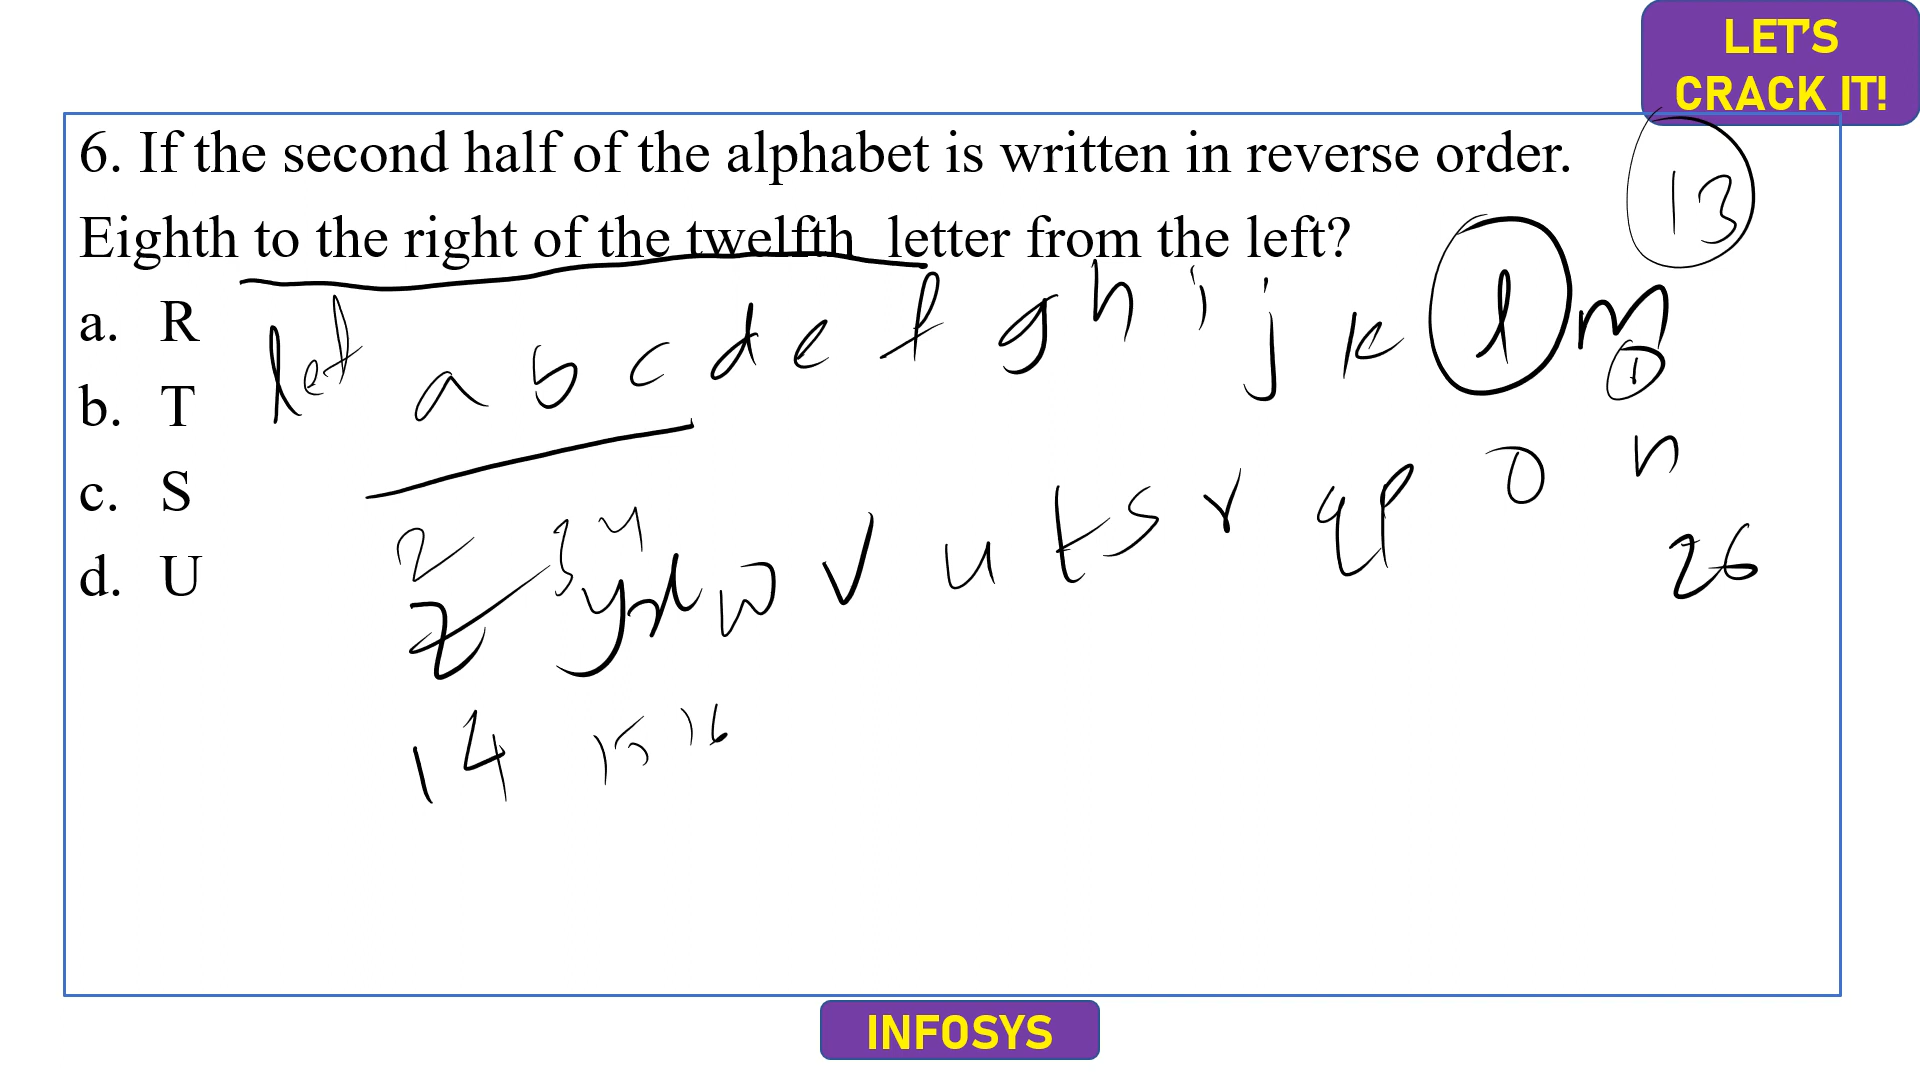 LET'S
CRACK IT!
6. If the second half of the alphabet is written in reverse order.
Eighth to the right of the twelfth letter from the left?
13
a. R
left a b c d e f g h i j k l m
1
b. T
c. S
2 3 4
z y x w v u t s r q p o n
26
d. U
14 15 16
INFOSYS